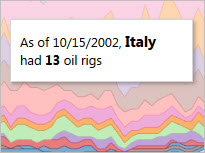 As of 10/15/2002, Italy
had 13 oil rigs